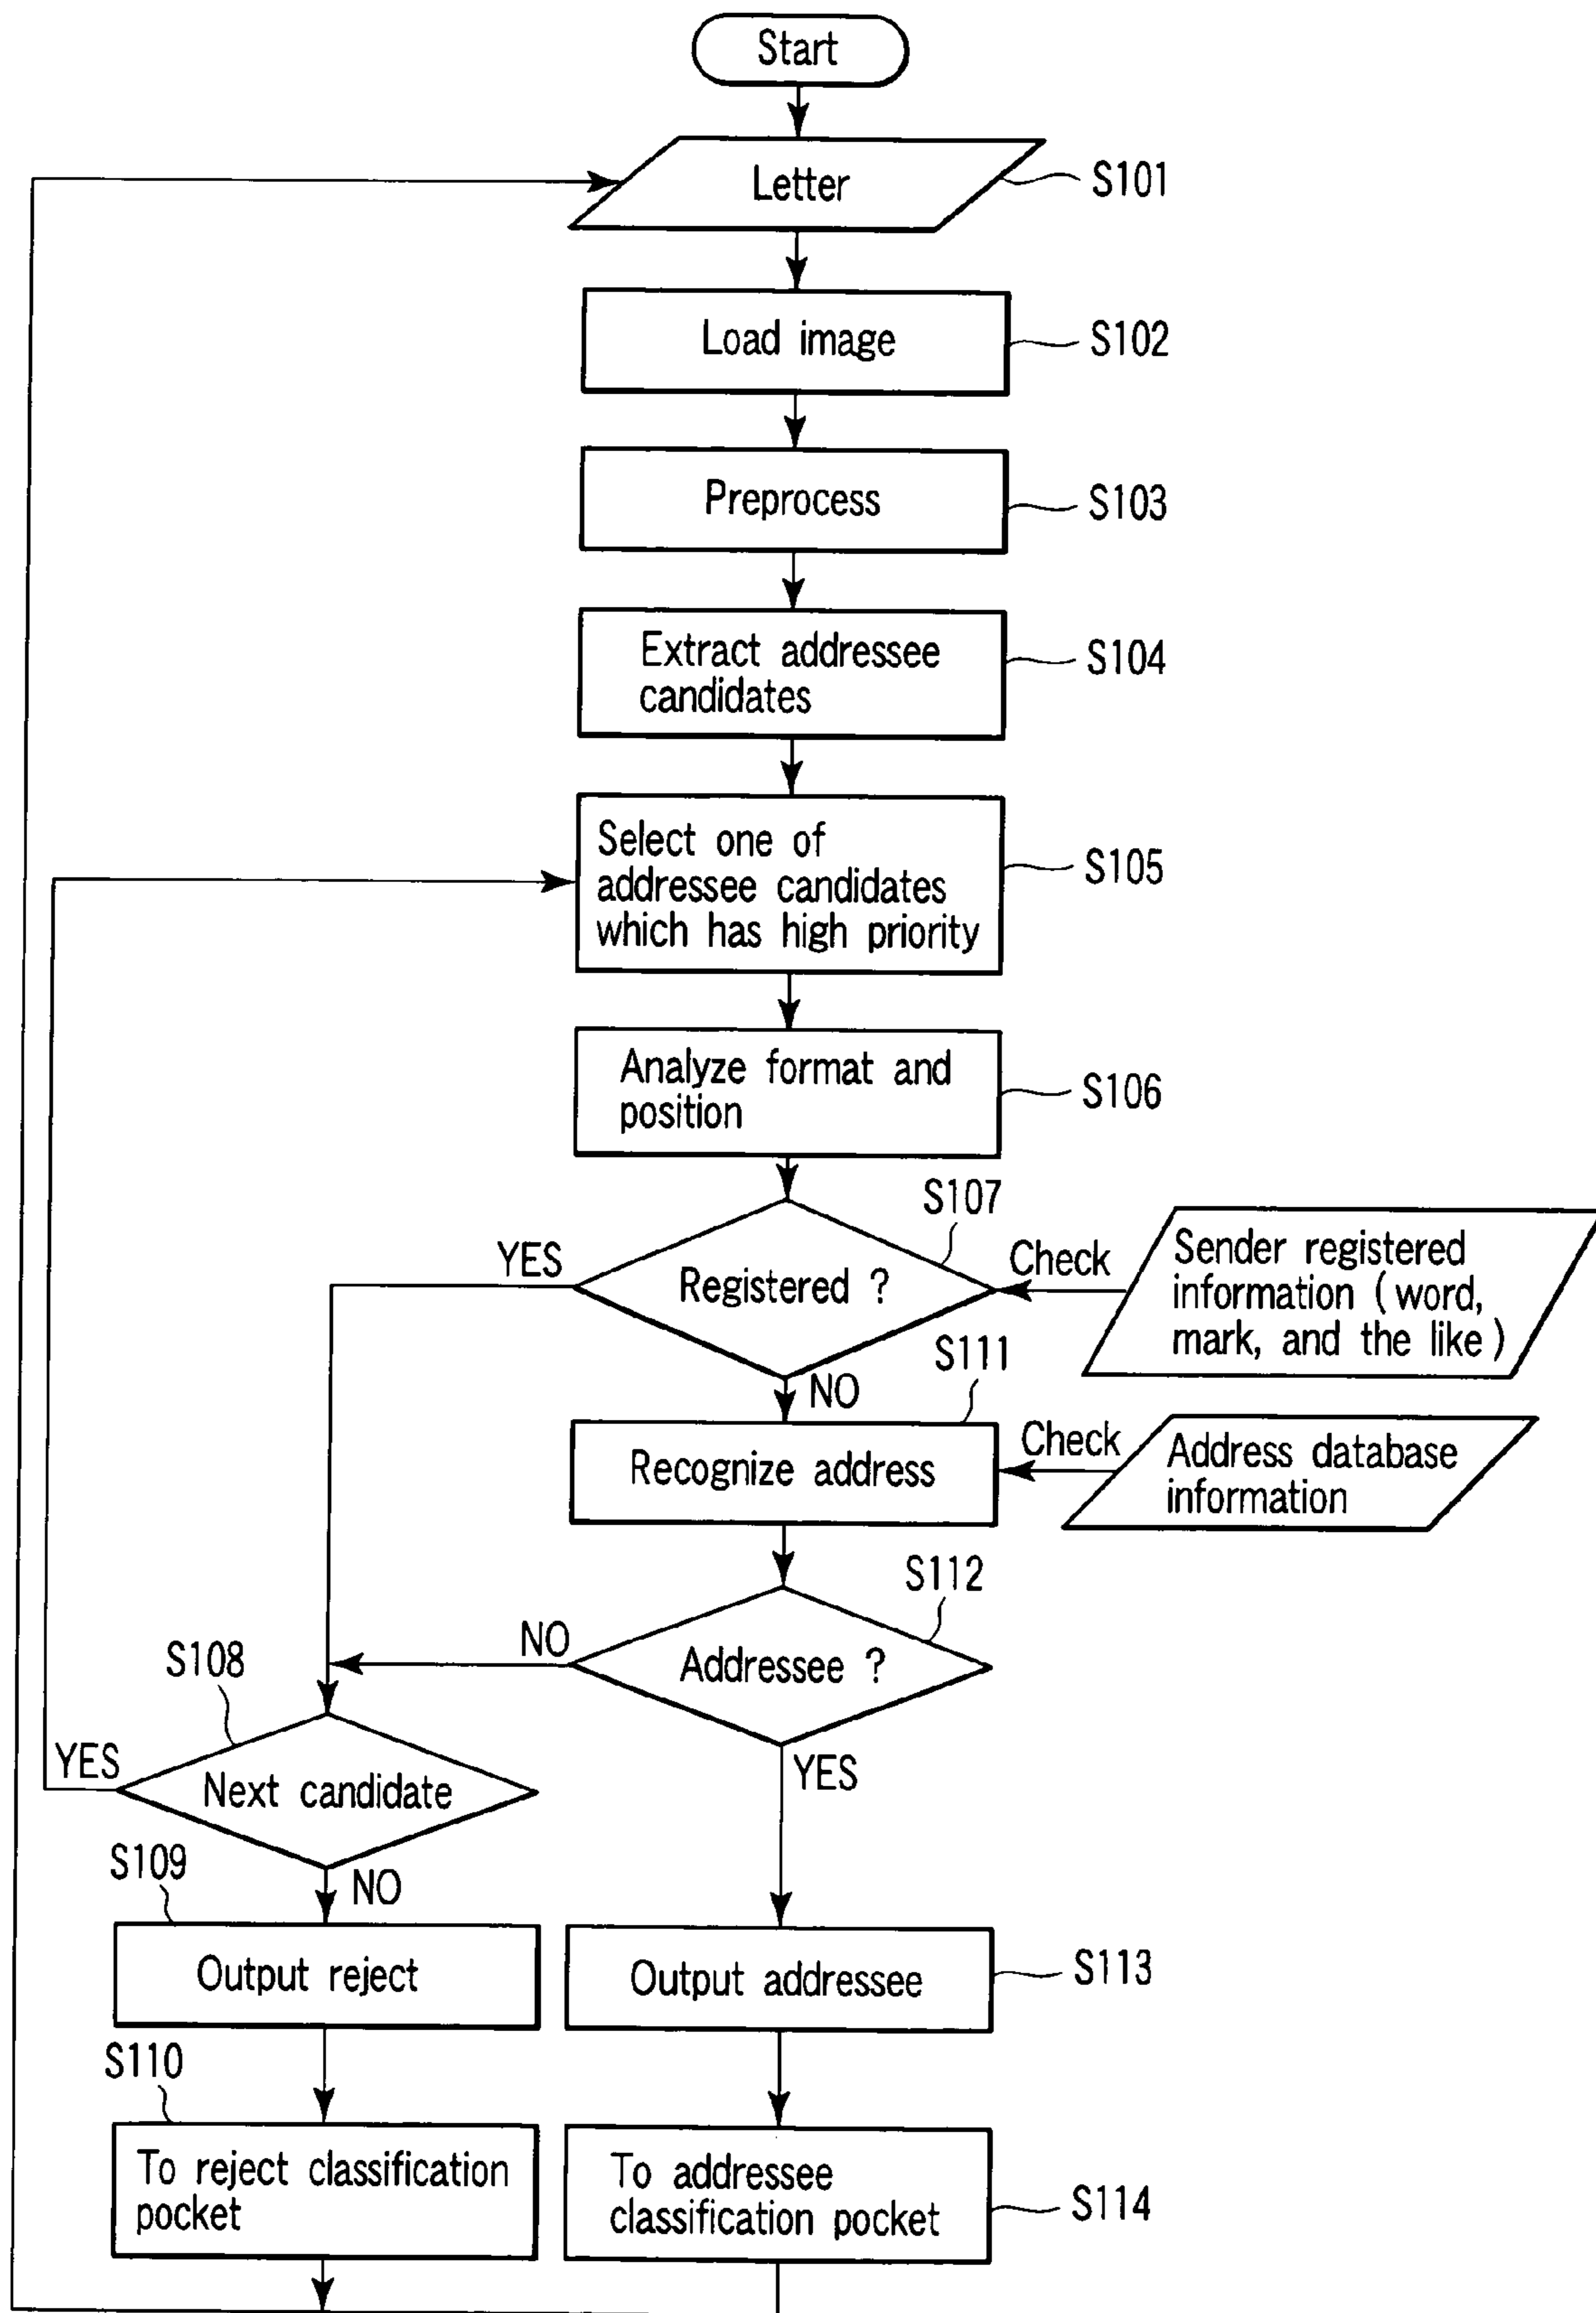 Start
Letter
S101
Load image
S102
Preprocess
S103
Extract addressee
candidates
S104
Select one of
addressee candidates
which has high priority
S105
Analyze format and
position
S106
S107
YES
Registered ?
Check
Sender registered
information (word,
mark, and the like)
NO
S111
Recognize address
Check
Address database
information
S112
NO
Addressee ?
S108
YES
YES
Next candidate
S109
NO
Output reject
Output addressee
S113
S110
To reject classification
pocket
To addressee
classification pocket
S114